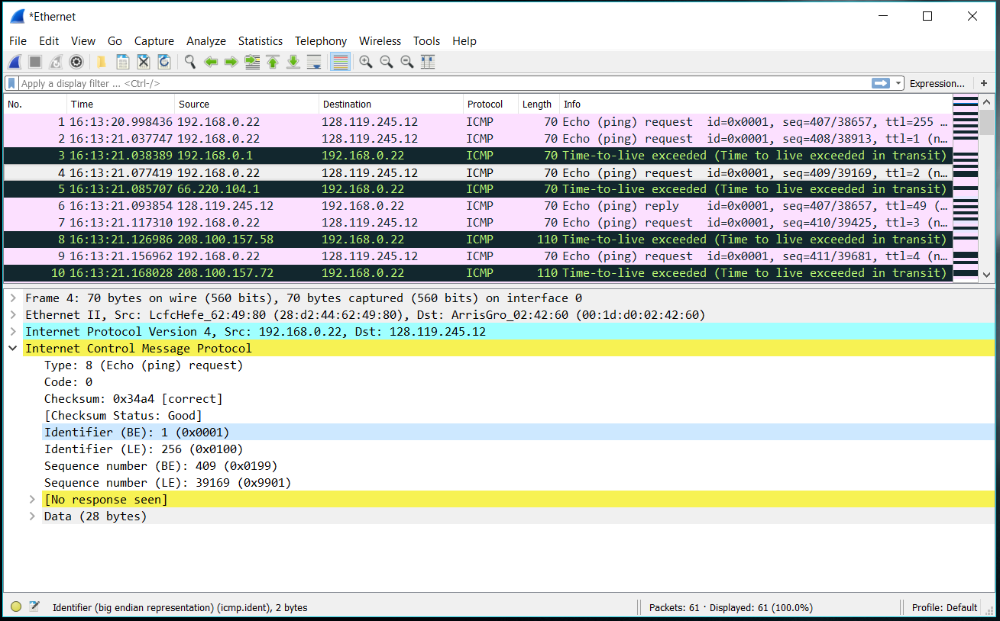 *Ethernet
File Edit View Go Capture Analyze Statistics Telephony Wireless Tools Help
Apply a display filter ... <Ctrl-/> Expression... +
No. Time Source Destination Protocol Length Info
1 16:13:20.998436 192.168.0.22 128.119.245.12 ICMP 70 Echo (ping) request id=0x0001, seq=407/38657, ttl=255 …
2 16:13:21.037747 192.168.0.22 128.119.245.12 ICMP 70 Echo (ping) request id=0x0001, seq=408/38913, ttl=1 (n…
3 16:13:21.038389 192.168.0.1 192.168.0.22 ICMP 70 Time-to-live exceeded (Time to live exceeded in transit)
4 16:13:21.077419 192.168.0.22 128.119.245.12 ICMP 70 Echo (ping) request id=0x0001, seq=409/39169, ttl=2 (n…
5 16:13:21.085707 66.220.104.1 192.168.0.22 ICMP 70 Time-to-live exceeded (Time to live exceeded in transit)
6 16:13:21.093854 128.119.245.12 192.168.0.22 ICMP 70 Echo (ping) reply id=0x0001, seq=407/38657, ttl=49 (…
7 16:13:21.117310 192.168.0.22 128.119.245.12 ICMP 70 Echo (ping) request id=0x0001, seq=410/39425, ttl=3 (n…
8 16:13:21.126986 208.100.157.58 192.168.0.22 ICMP 110 Time-to-live exceeded (Time to live exceeded in transit)
9 16:13:21.156962 192.168.0.22 128.119.245.12 ICMP 70 Echo (ping) request id=0x0001, seq=411/39681, ttl=4 (n…
10 16:13:21.168028 208.100.157.72 192.168.0.22 ICMP 110 Time-to-live exceeded (Time to live exceeded in transit)
Frame 4: 70 bytes on wire (560 bits), 70 bytes captured (560 bits) on interface 0
Ethernet II, Src: LcfcHefe_62:49:80 (28:d2:44:62:49:80), Dst: ArrisGro_02:42:60 (00:1d:d0:02:42:60)
Internet Protocol Version 4, Src: 192.168.0.22, Dst: 128.119.245.12
Internet Control Message Protocol
Type: 8 (Echo (ping) request)
Code: 0
Checksum: 0x34a4 [correct]
[Checksum Status: Good]
Identifier (BE): 1 (0x0001)
Identifier (LE): 256 (0x0100)
Sequence number (BE): 409 (0x0199)
Sequence number (LE): 39169 (0x9901)
[No response seen]
Data (28 bytes)
Identifier (big endian representation) (icmp.ident), 2 bytes Packets: 61 · Displayed: 61 (100.0%) Profile: Default